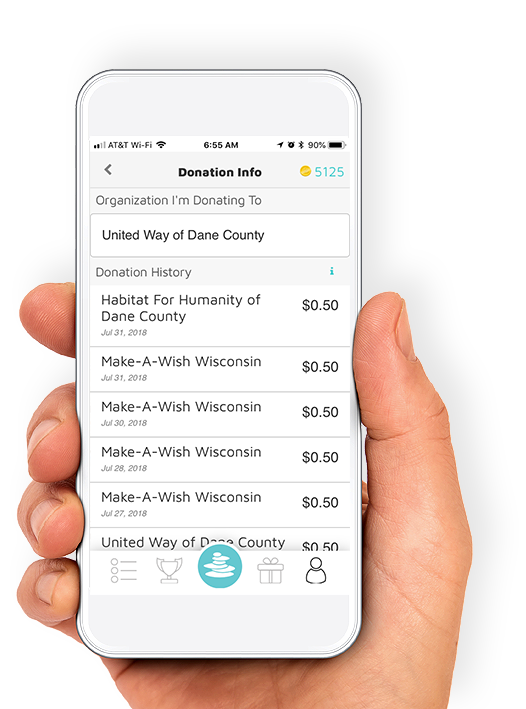 AT&T Wi-Fi 6:55 AM 90%
Donation Info 5125
Organization I'm Donating To
United Way of Dane County
Donation History i
Habitat For Humanity of
Dane County
$0.50
Jul 31, 2018
Make-A-Wish Wisconsin $0.50
Jul 31, 2018
Make-A-Wish Wisconsin $0.50
Jul 30, 2018
Make-A-Wish Wisconsin $0.50
Jul 28, 2018
Make-A-Wish Wisconsin $0.50
Jul 27, 2018
United Way of Dane County $0.50